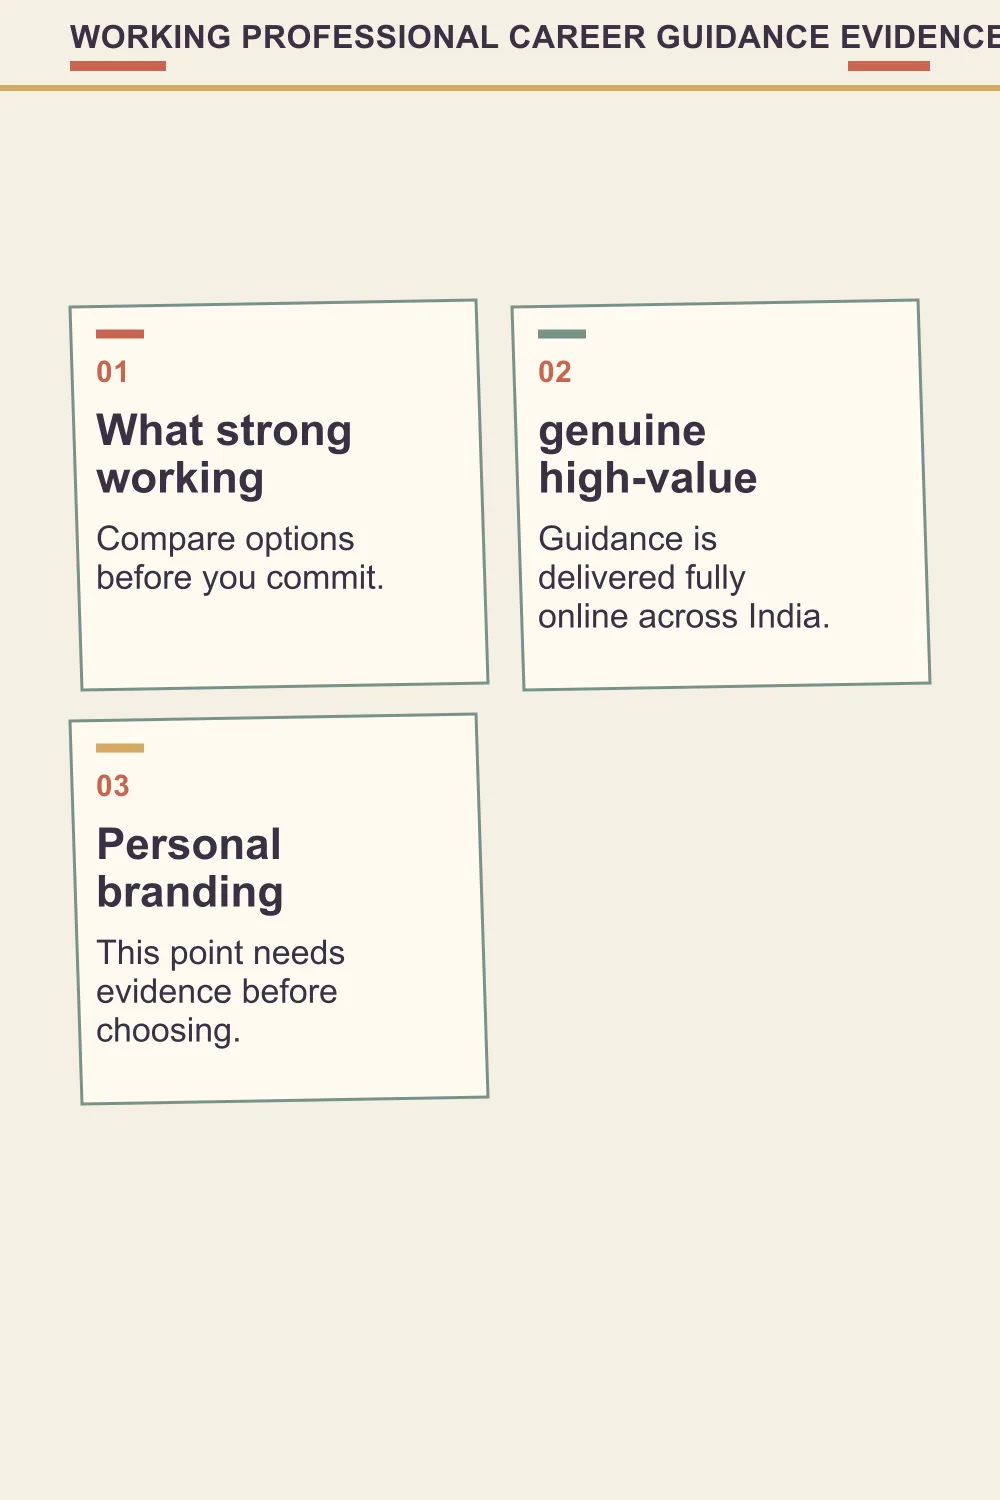 WORKING PROFESSIONAL CAREER GUIDANCE EVIDENCE
01
What strong
working
Compare options
before you commit.
02
genuine
high-value
Guidance is
delivered fully
online across India.
03
Personal
branding
This point needs
evidence before
choosing.